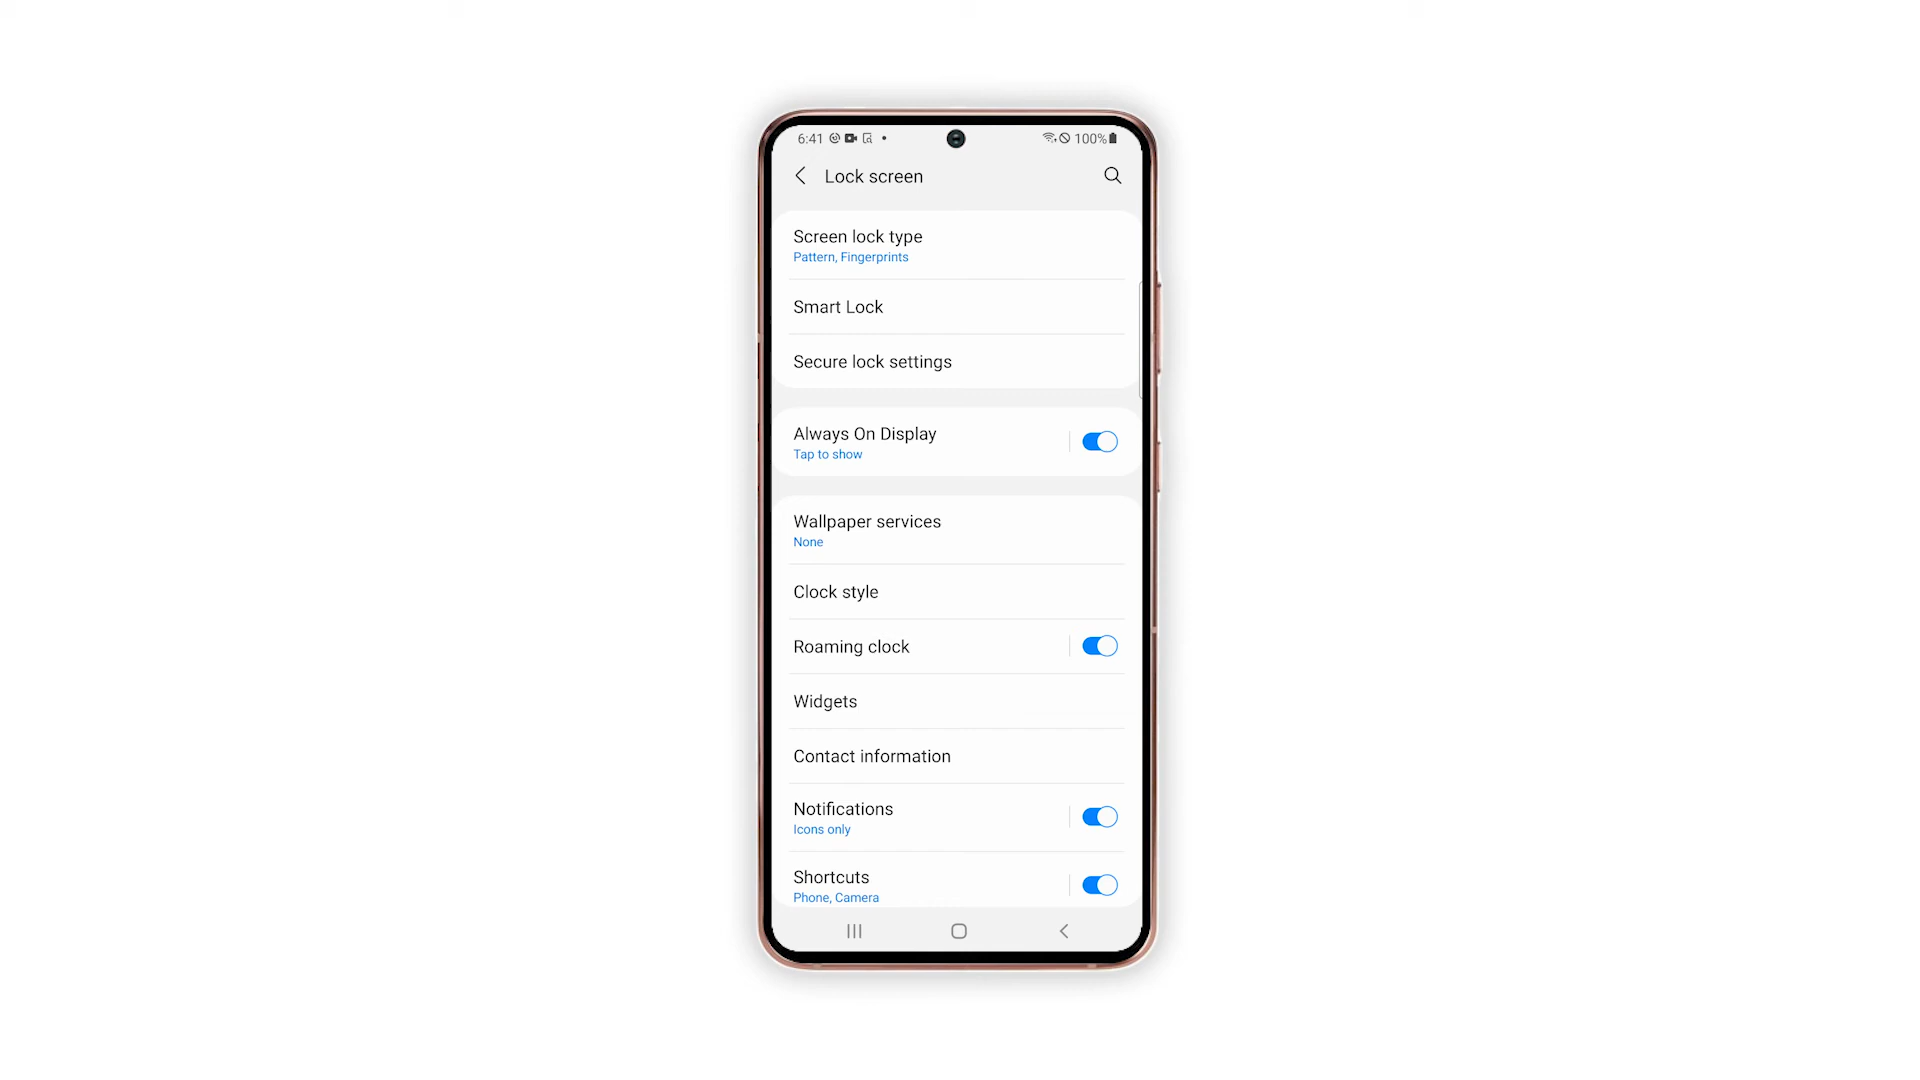 6:41 100%
Lock screen
Screen lock type
Pattern, Fingerprints
Smart Lock
Secure lock settings
Always On Display
Tap to show
Wallpaper services
None
Clock style
Roaming clock
Widgets
Contact information
Notifications
Icons only
Shortcuts
Phone, Camera